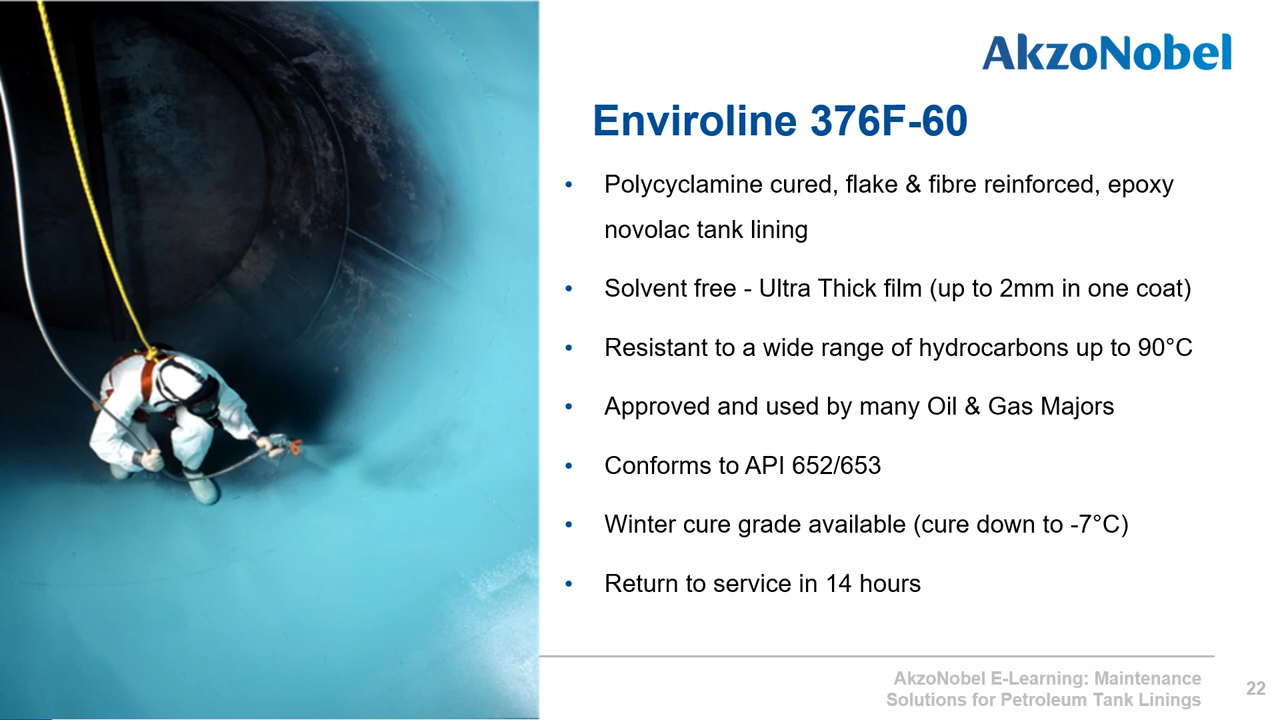 AkzoNobel
Enviroline 376F-60
• Polycyclamine cured, flake & fibre reinforced, epoxy
novolac tank lining
• Solvent free - Ultra Thick film (up to 2mm in one coat)
• Resistant to a wide range of hydrocarbons up to 90°C
• Approved and used by many Oil & Gas Majors
• Conforms to API 652/653
• Winter cure grade available (cure down to -7°C)
• Return to service in 14 hours
AkzoNobel E-Learning: Maintenance
Solutions for Petroleum Tank Linings
22